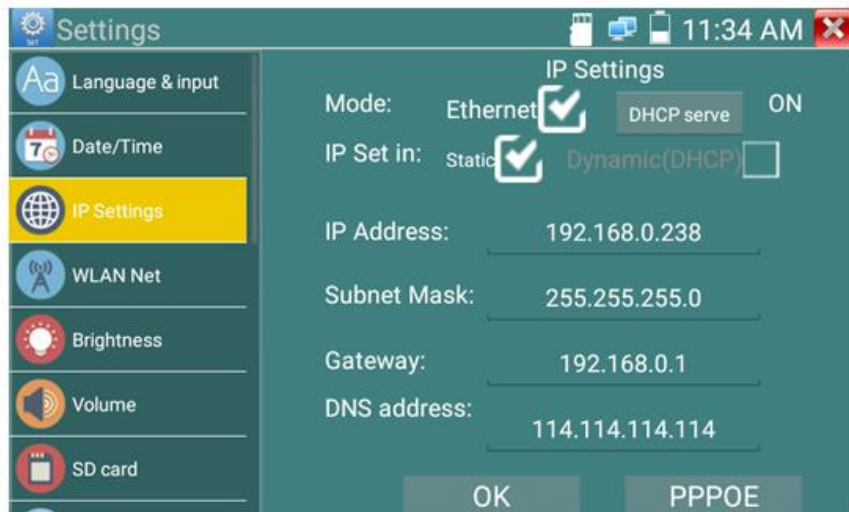 Settings
11:34 AM
Language & input
Date/Time
IP Settings
WLAN Net
Brightness
Volume
SD card
IP Settings
Mode: Ethernet DHCP serve ON
IP Set in: Static Dynamic(DHCP)
IP Address: 192.168.0.238
Subnet Mask: 255.255.255.0
Gateway: 192.168.0.1
DNS address: 114.114.114.114
OK PPPOE